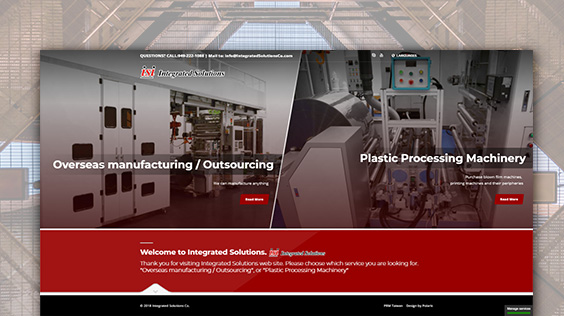 QUESTIONS? CALL:949-222-1088 | Mail to: info@IntegratedSolutionsCo.com
LANGUAGES
isi Integrated Solutions
Overseas manufacturing / Outsourcing
We can manufacture anything
Read More
Plastic Processing Machinery
Purchase blown film machines,
printing machines and their peripherals
Read More
Welcome to Integrated Solutions. isi Integrated Solutions
Thank you for visiting Integrated Solutions web site. Please choose which service you are looking for.
"Overseas manufacturing / Outsourcing", or "Plastic Processing Machinery"
© 2018 Integrated Solutions Co.
PRM Taiwan
Design by Polaris
Manage services